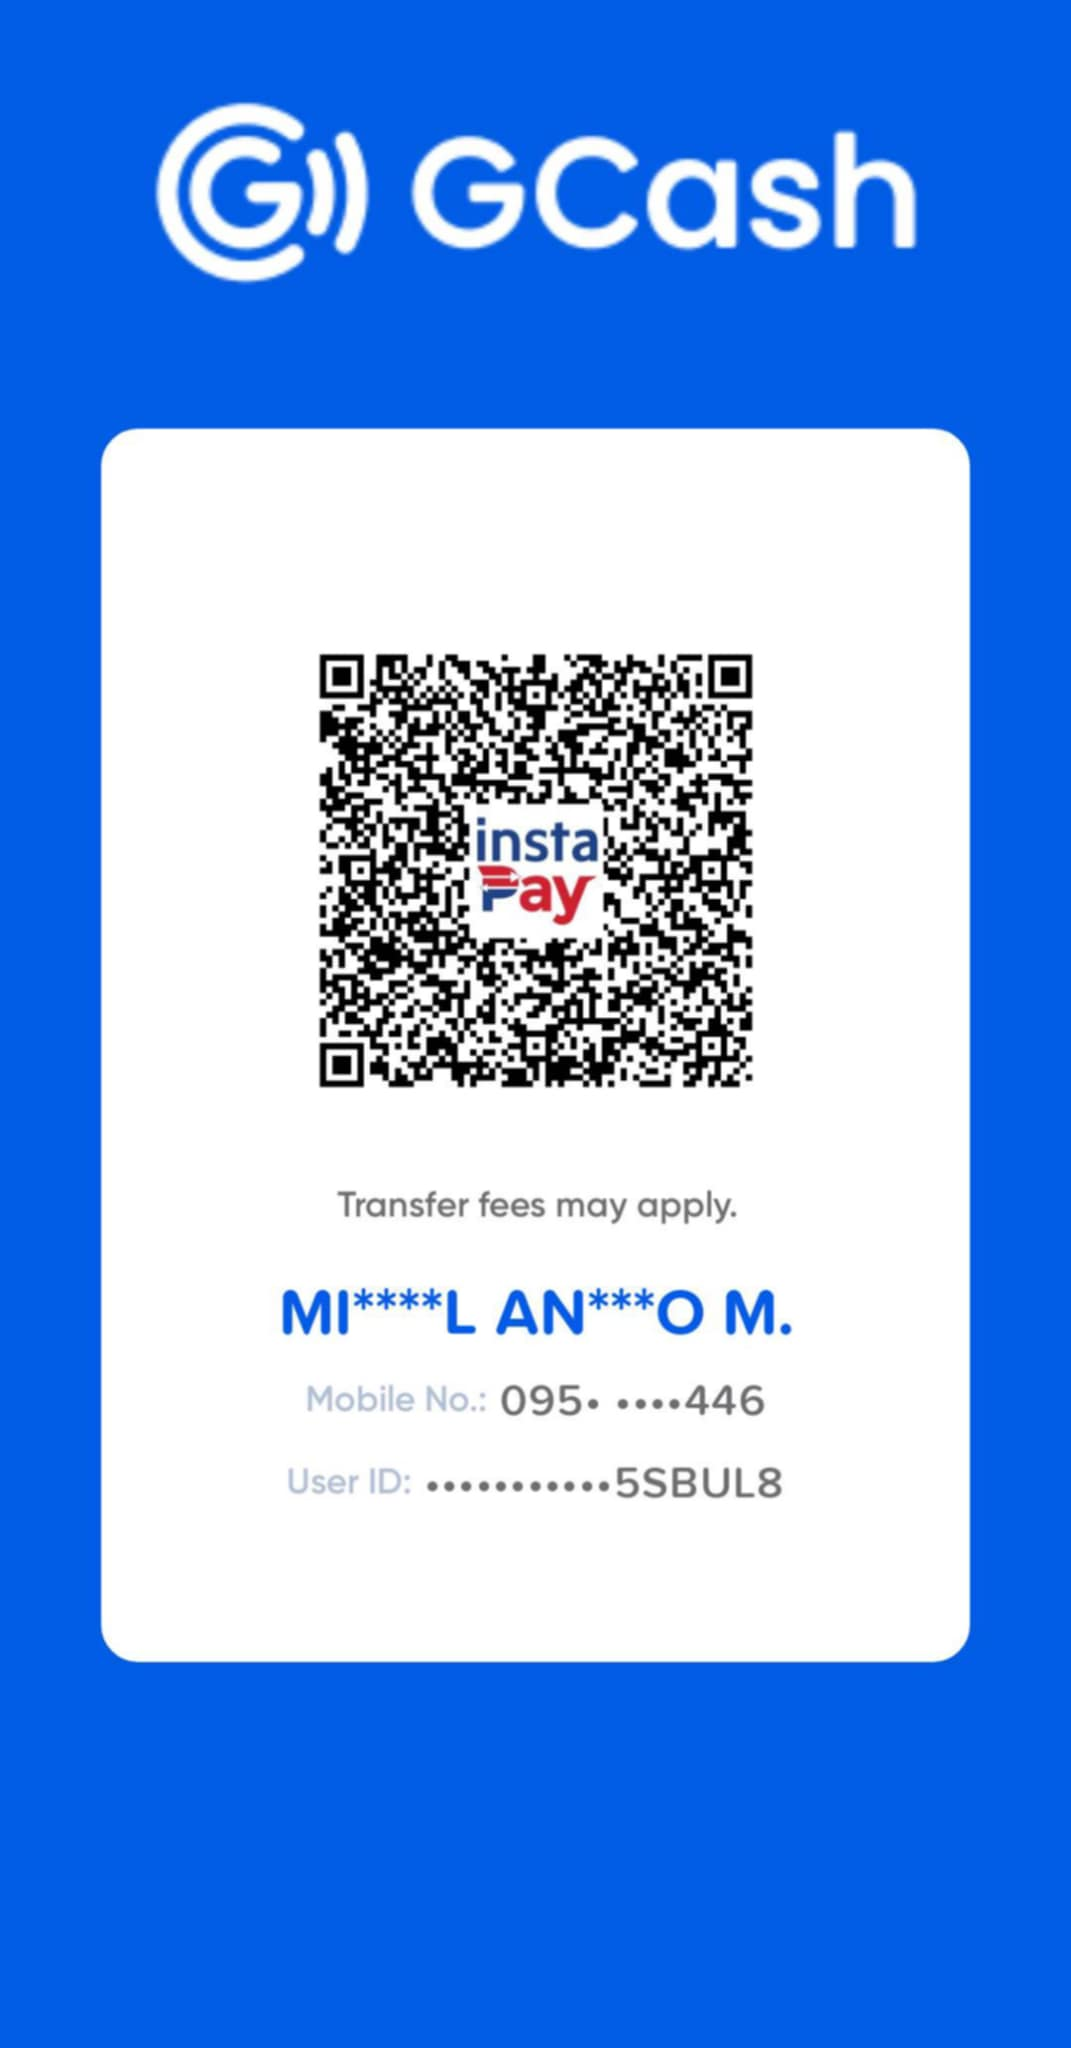 GCash
insta
Pay
Transfer fees may apply.
MI****L AN***O M.
Mobile No.: 095• ••••446
User ID: •••••••••••5SBUL8